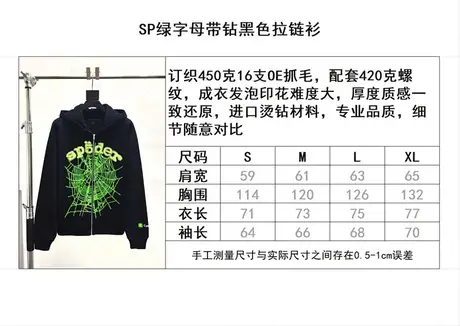 SP绿字母带钻黑色拉链衫
订织450克16支OE抓毛，配套420克螺
纹，成衣发泡印花难度大，厚度质感一
致还原，进口烫钻材料，专业品质，细
节随意对比
spider
尺码 S M L XL
肩宽 59 61 63 65
胸围 114 120 126 132
衣长 71 73 75 77
袖长 64 66 68 70
手工测量尺寸与实际尺寸之间存在0.5-1cm误差